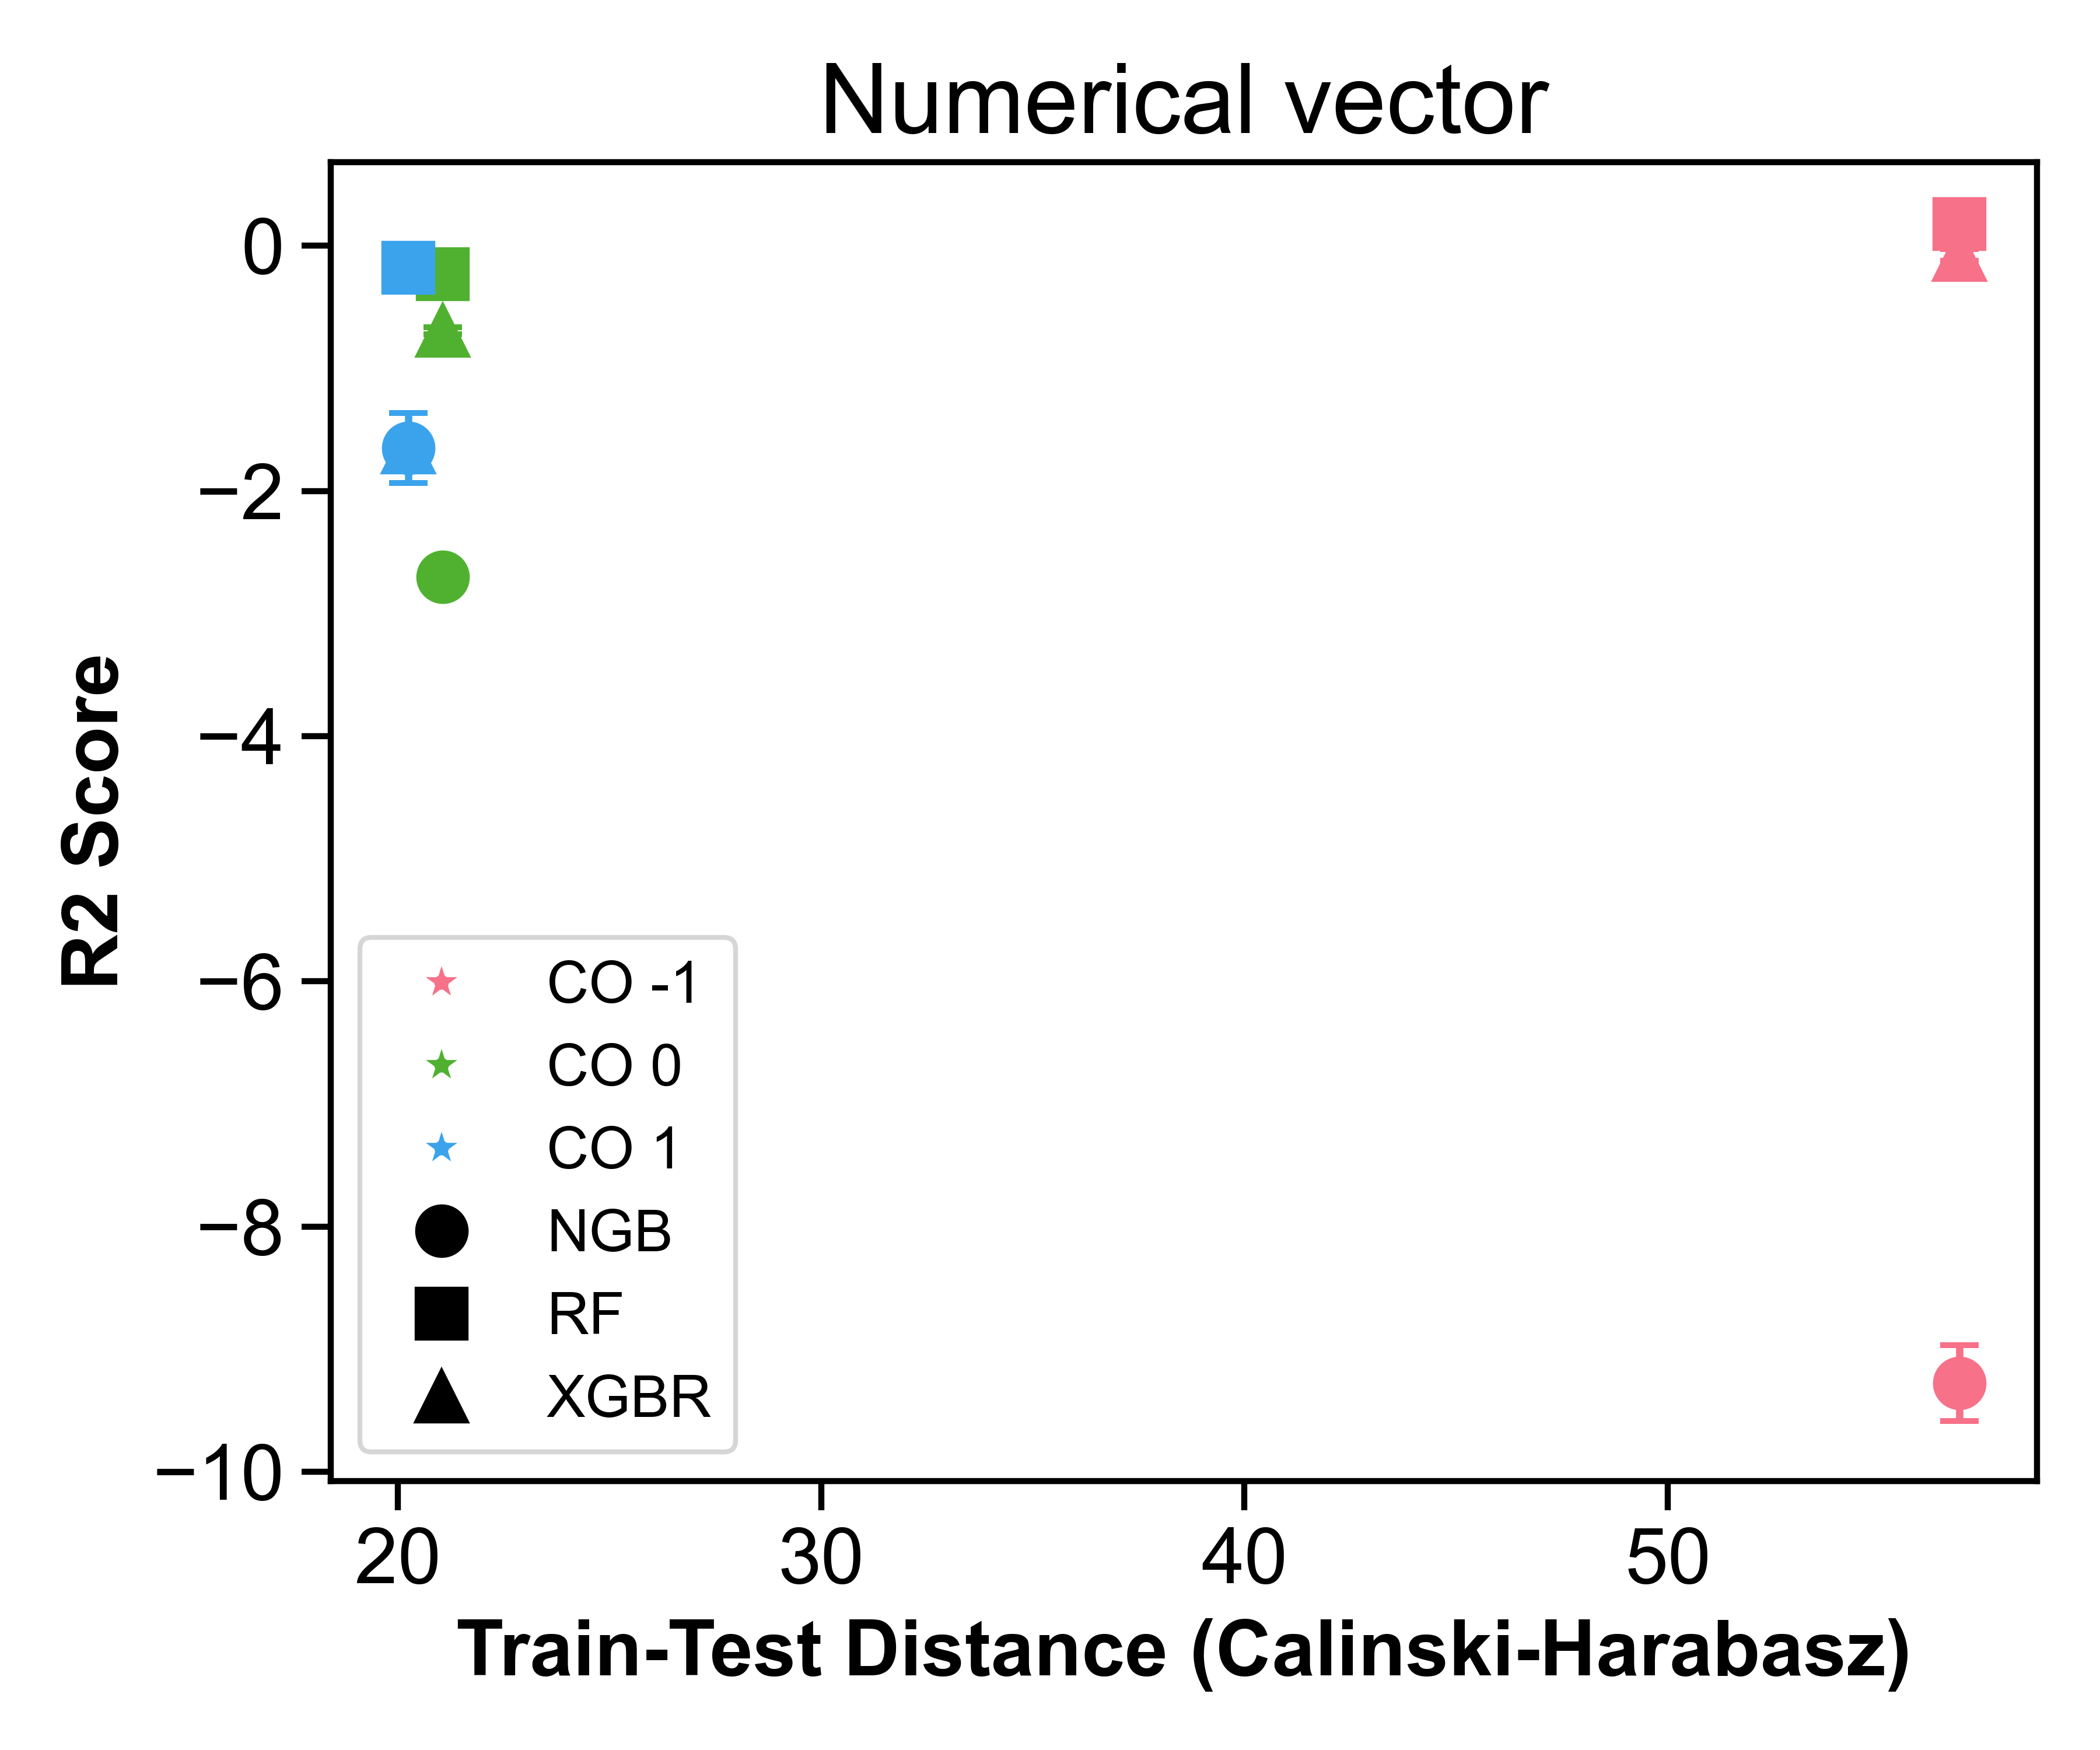 Numerical vector
0
−2
−4
−6
−8
−10
R2 Score
CO -1
CO 0
CO 1
NGB
RF
XGBR
20 30 40 50
Train-Test Distance (Calinski-Harabasz)